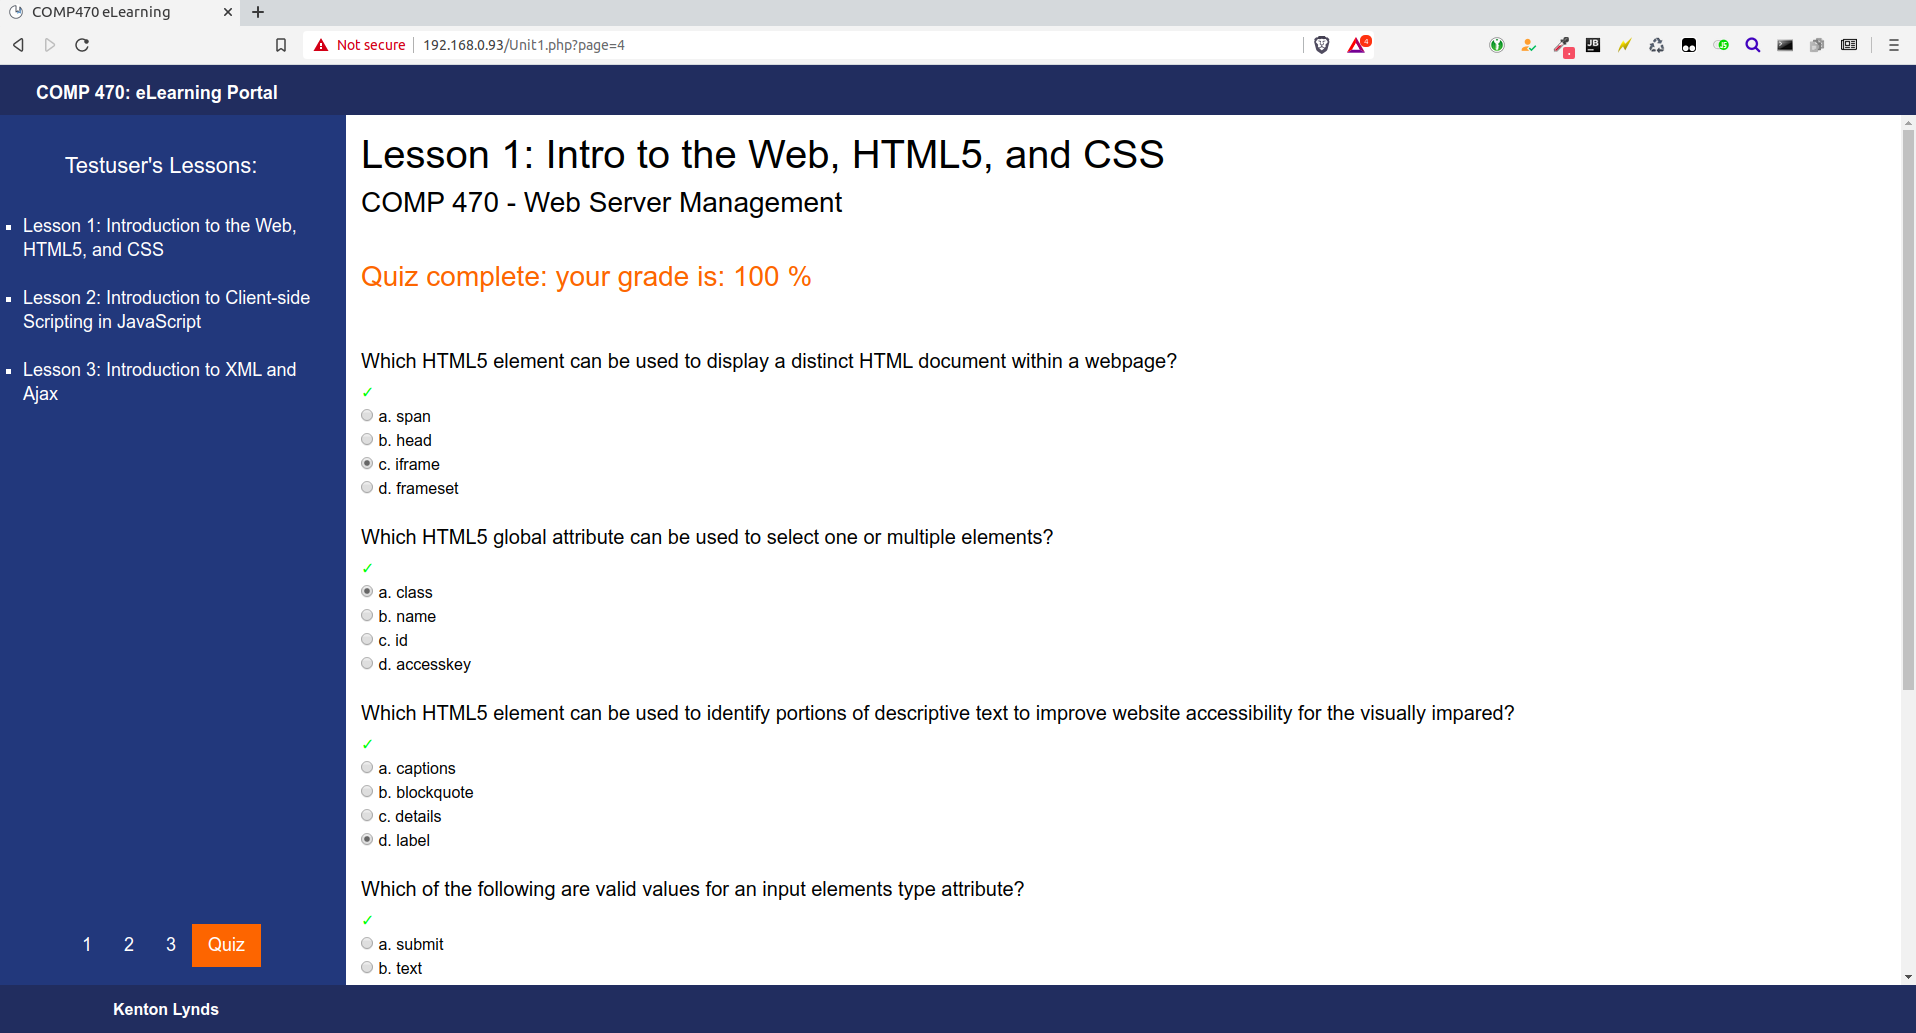 COMP470 eLearning
Not secure
192.168.0.93/Unit1.php?page=4
4
JB
COMP 470: eLearning Portal
Testuser's Lessons:
Lesson 1: Introduction to the Web,
HTML5, and CSS
Lesson 2: Introduction to Client-side
Scripting in JavaScript
Lesson 3: Introduction to XML and
Ajax
1 2 3 Quiz
Lesson 1: Intro to the Web, HTML5, and CSS
COMP 470 - Web Server Management
Quiz complete: your grade is: 100 %
Which HTML5 element can be used to display a distinct HTML document within a webpage?
✓
a. span
b. head
c. iframe
d. frameset
Which HTML5 global attribute can be used to select one or multiple elements?
✓
a. class
b. name
c. id
d. accesskey
Which HTML5 element can be used to identify portions of descriptive text to improve website accessibility for the visually impared?
✓
a. captions
b. blockquote
c. details
d. label
Which of the following are valid values for an input elements type attribute?
✓
a. submit
b. text
Kenton Lynds